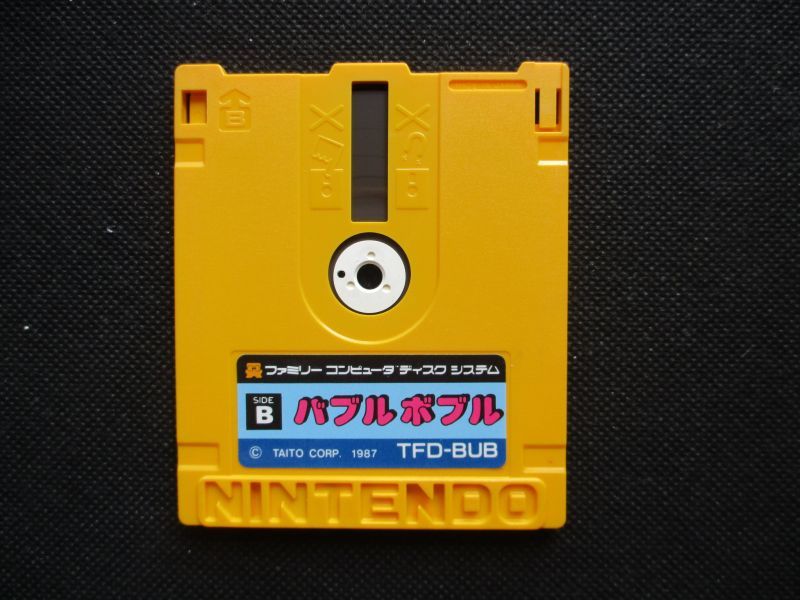 B
ファミリー コンピュータ ディスク システム
SIDE B
バブル ボブル
© TAITO CORP. 1987 TFD-BUB
NINTENDO